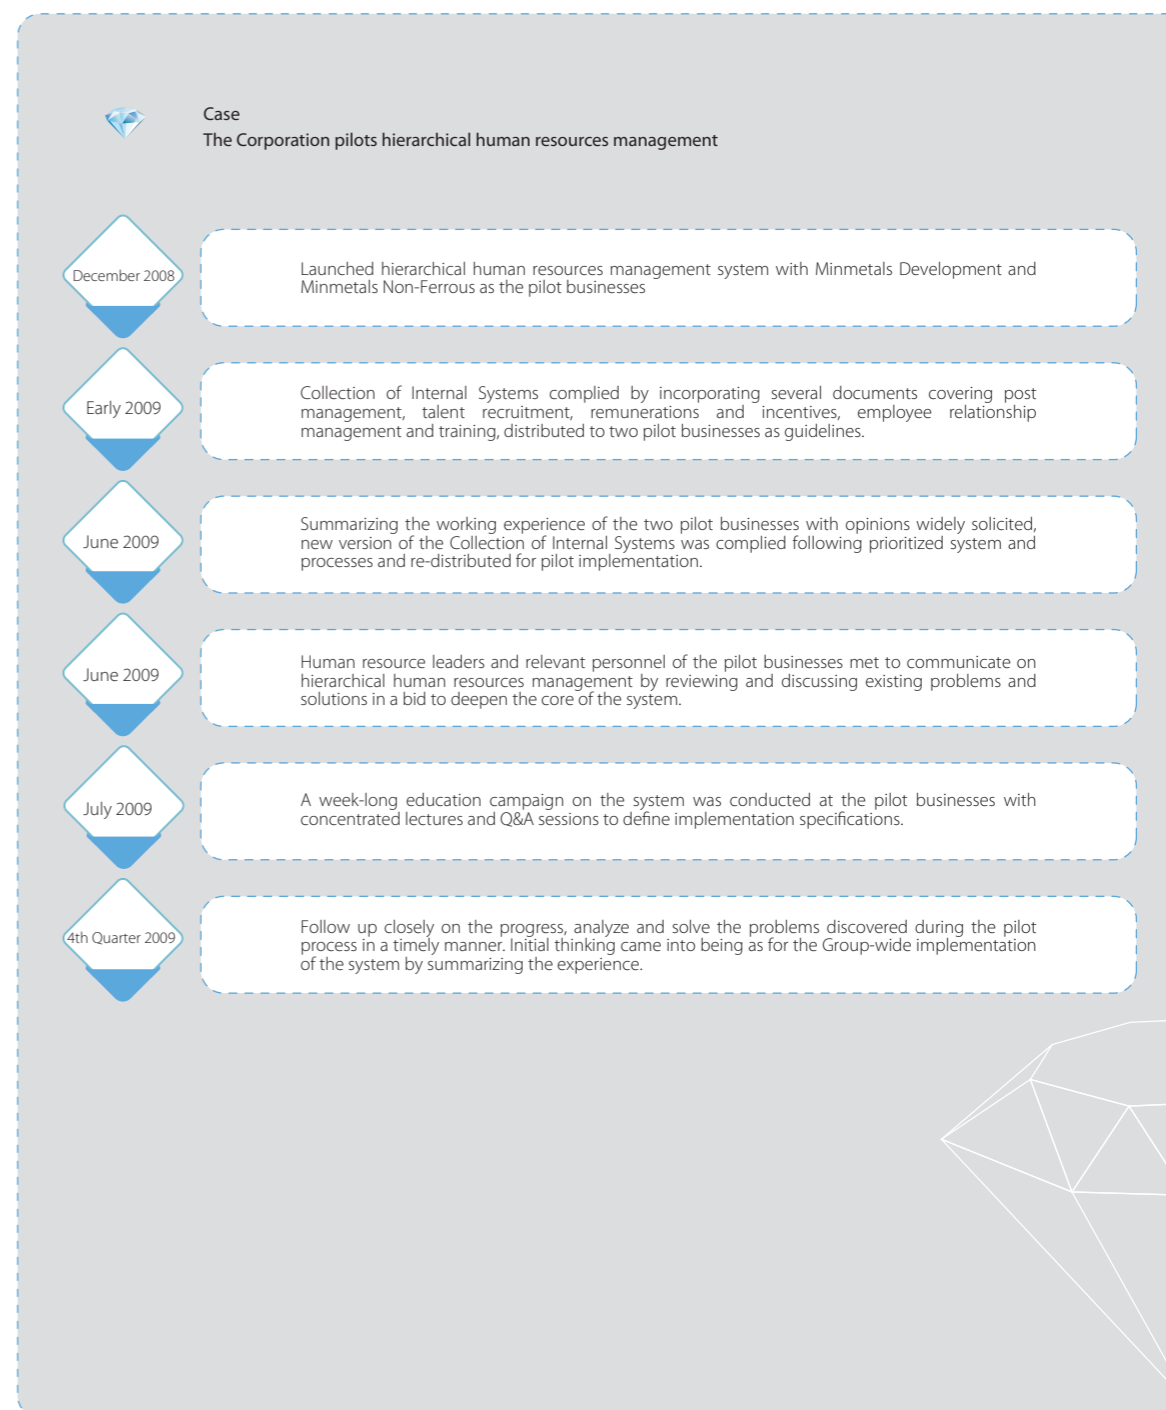 Case
The Corporation pilots hierarchical human resources management
December 2008
Launched hierarchical human resources management system with Minmetals Development and
Minmetals Non-Ferrous as the pilot businesses
Early 2009
Collection of Internal Systems complied by incorporating several documents covering post
management, talent recruitment, remunerations and incentives, employee relationship
management and training, distributed to two pilot businesses as guidelines.
June 2009
Summarizing the working experience of the two pilot businesses with opinions widely solicited,
new version of the Collection of Internal Systems was complied following prioritized system and
processes and re-distributed for pilot implementation.
June 2009
Human resource leaders and relevant personnel of the pilot businesses met to communicate on
hierarchical human resources management by reviewing and discussing existing problems and
solutions in a bid to deepen the core of the system.
July 2009
A week-long education campaign on the system was conducted at the pilot businesses with
concentrated lectures and Q&A sessions to define implementation specifications.
4th Quarter 2009
Follow up closely on the progress, analyze and solve the problems discovered during the pilot
process in a timely manner. Initial thinking came into being as for the Group-wide implementation
of the system by summarizing the experience.